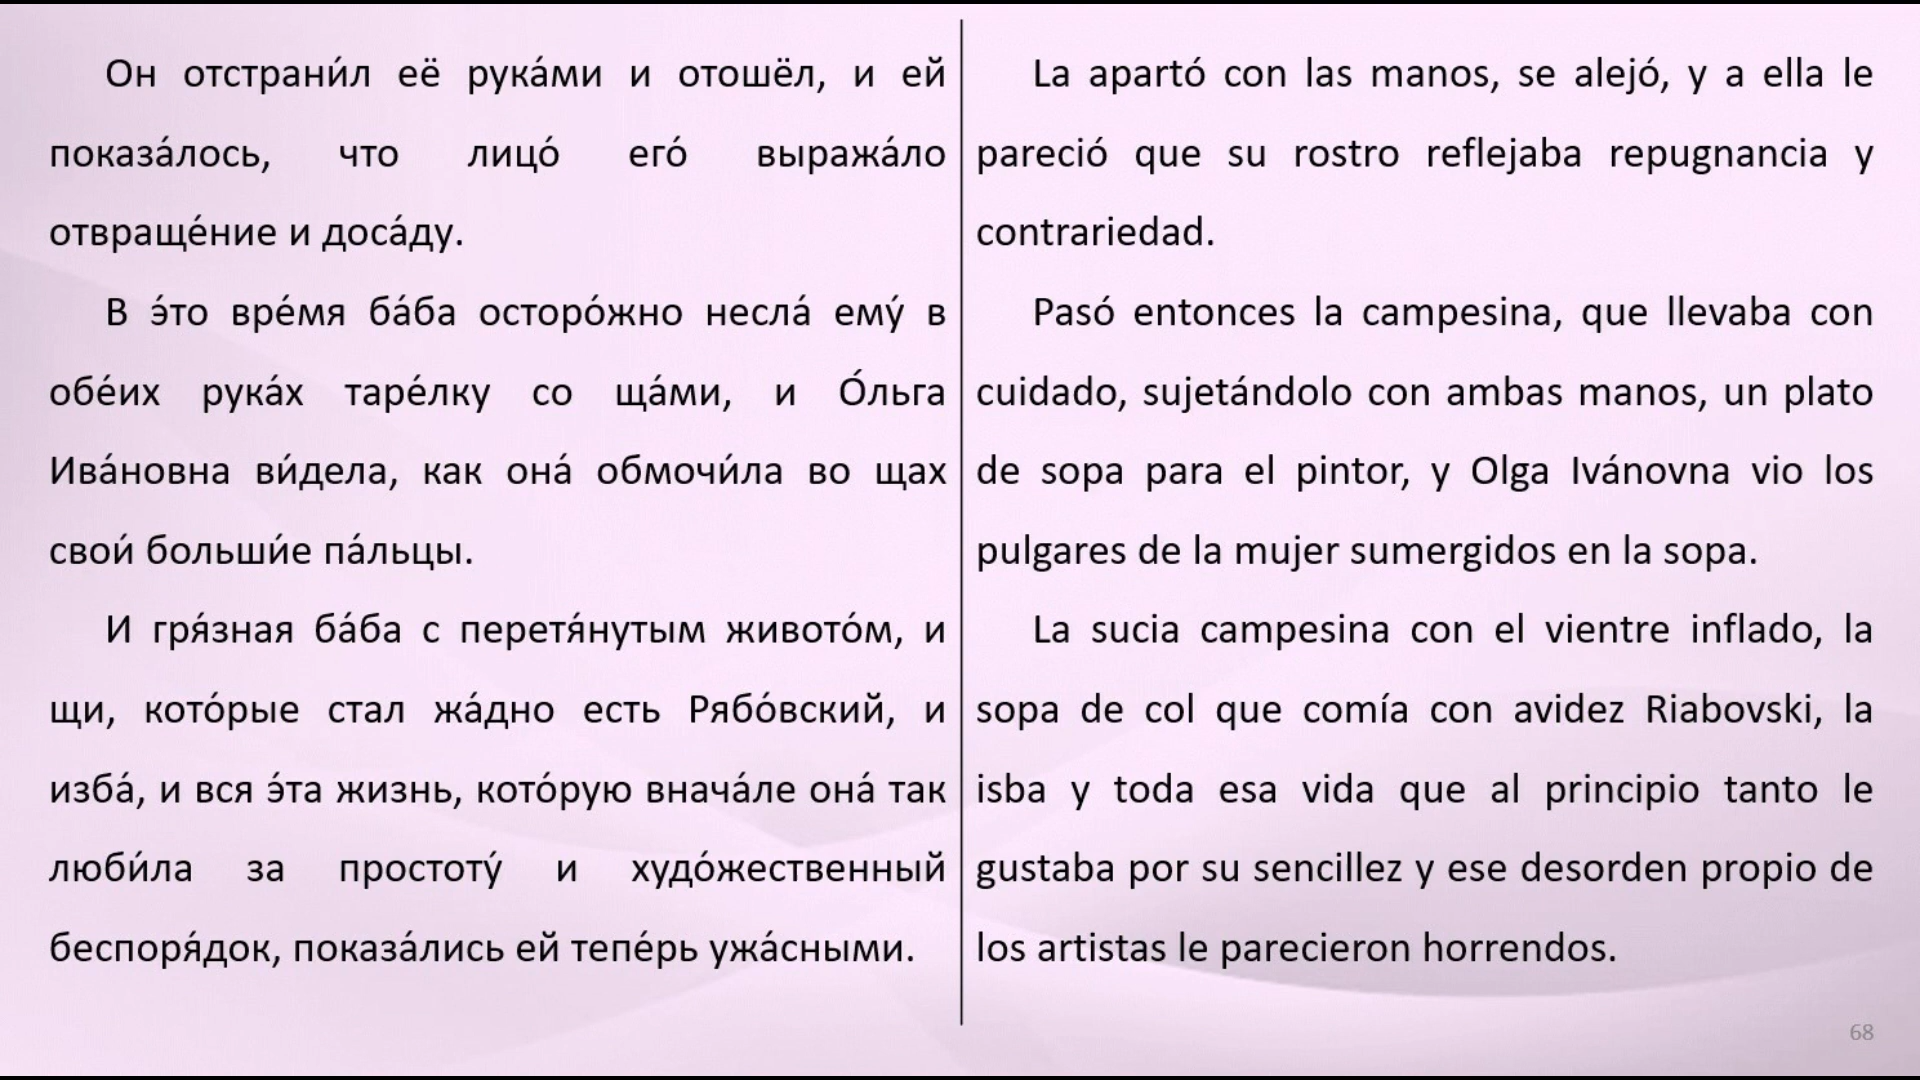 Он отстрани́л её рука́ми и отошёл, и ей
показа́лось, что лицо́ его́ выража́ло
отвраще́ние и доса́ду.
В э́то вре́мя ба́ба осторо́жно несла́ ему́ в
обе́их рука́х таре́лку со ща́ми, и О́льга
Ива́новна ви́дела, как она́ обмочи́ла во щах
свои́ больши́е па́льцы.
И гря́зная ба́ба с перетя́нутым живото́м, и
щи, кото́рые стал жа́дно есть Рябо́вский, и
изба́, и вся э́та жизнь, кото́рую внача́ле она́ так
люби́ла за простоту́ и худо́жественный
беспоря́док, показа́лись ей тепе́рь ужа́сными.
La apartó con las manos, se alejó, y a ella le
pareció que su rostro reflejaba repugnancia y
contrariedad.
Pasó entonces la campesina, que llevaba con
cuidado, sujetándolo con ambas manos, un plato
de sopa para el pintor, y Olga Ivánovna vio los
pulgares de la mujer sumergidos en la sopa.
La sucia campesina con el vientre inflado, la
sopa de col que comía con avidez Riabovski, la
isba y toda esa vida que al principio tanto le
gustaba por su sencillez y ese desorden propio de
los artistas le parecieron horrendos.
68